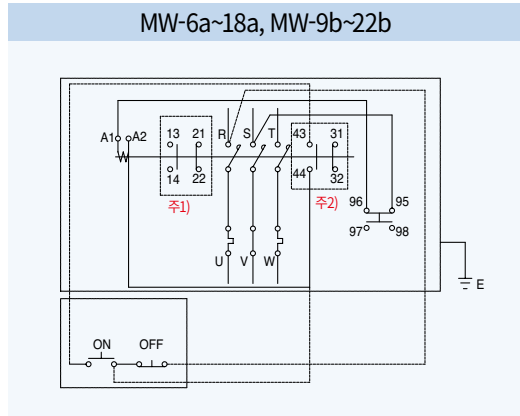 MW-6a~18a, MW-9b~22b
A1 A2 13 21 R S T 43 31
14 22 44 32
주1) 주2)
96 95
97 98
U V W
E
ON OFF